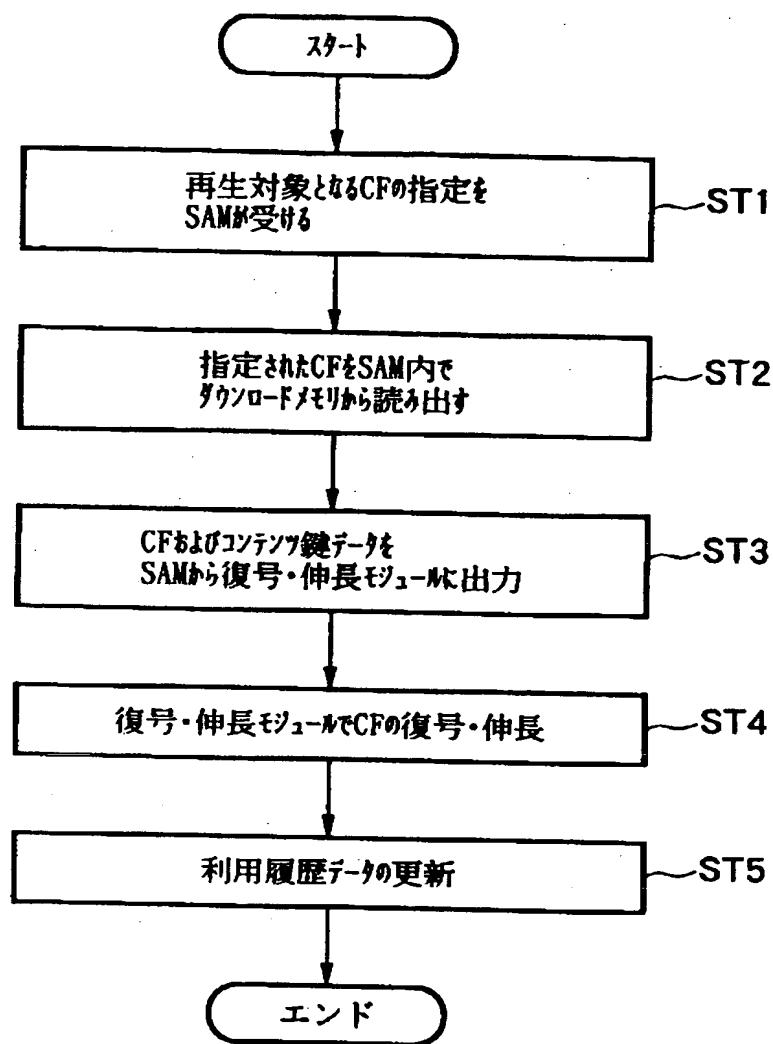 スタート
再生対象となるCFの指定を
SAMが受ける
ST1
指定されたCFをSAM内で
ダウンロードメモリから読み出す
ST2
CFおよびコンテンツ鍵データを
SAMから復号・伸長モジュールに出力
ST3
復号・伸長モジュールでCFの復号・伸長
ST4
利用履歴データの更新
ST5
エンド